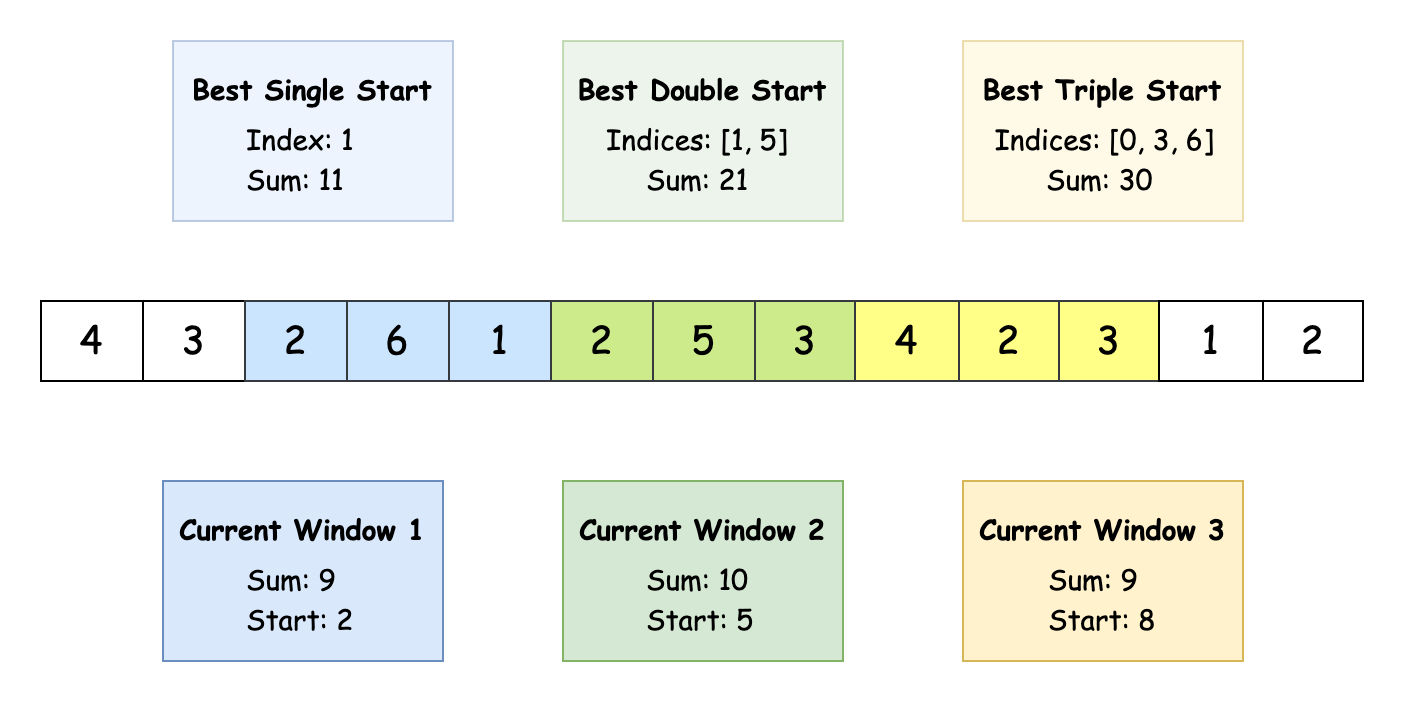 Best Single Start
Index: 1
Sum: 11
Best Double Start
Indices: [1, 5]
Sum: 21
Best Triple Start
Indices: [0, 3, 6]
Sum: 30
4 3 2 6 1 2 5 3 4 2 3 1 2
Current Window 1
Sum: 9
Start: 2
Current Window 2
Sum: 10
Start: 5
Current Window 3
Sum: 9
Start: 8